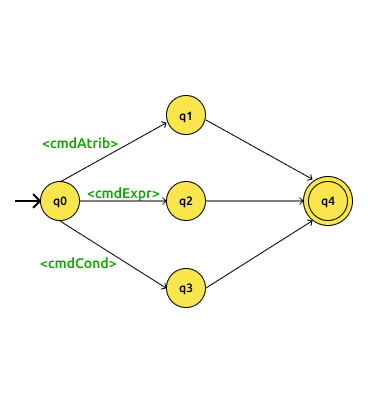 q1
<cmdAtrib>
<cmdExpr>
q0
q2
q4
<cmdCond>
q3